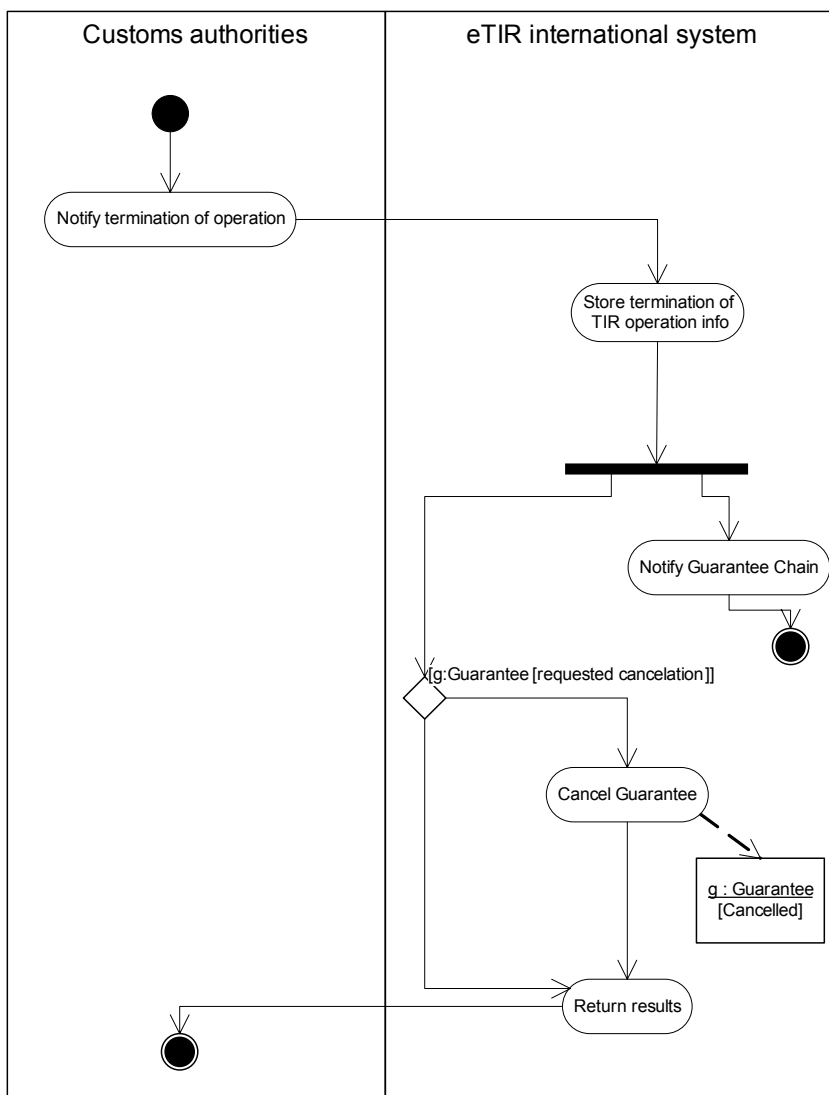 Customs authorities
eTIR international system
Notify termination of operation
Store termination of
TIR operation info
Notify Guarantee Chain
[g:Guarantee [requested cancelation]]
Cancel Guarantee
g : Guarantee
[Cancelled]
Return results